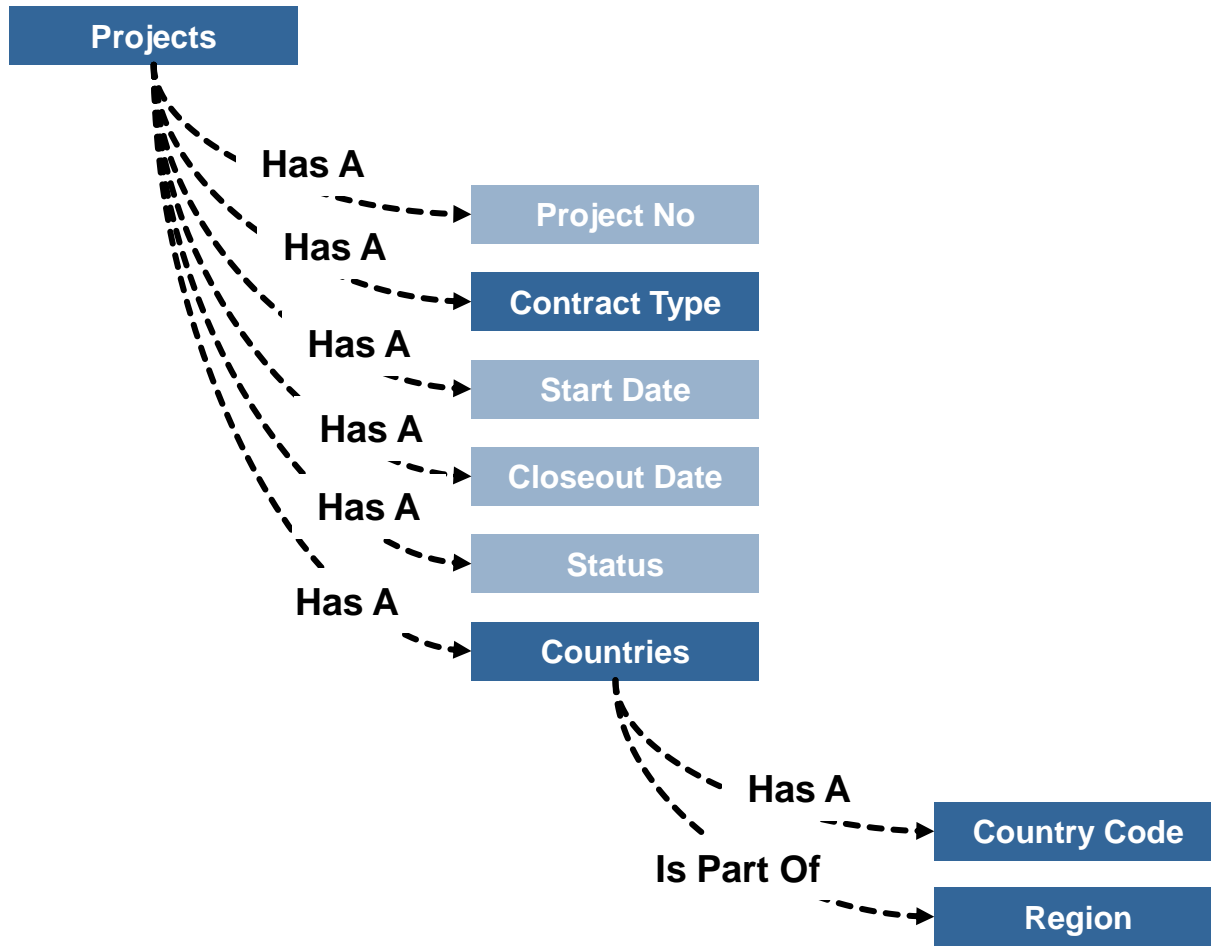 Projects
Has A
Project No
Has A
Contract Type
Has A
Start Date
Has A
Closeout Date
Has A
Status
Has A
Countries
Has A
Country Code
Is Part Of
Region